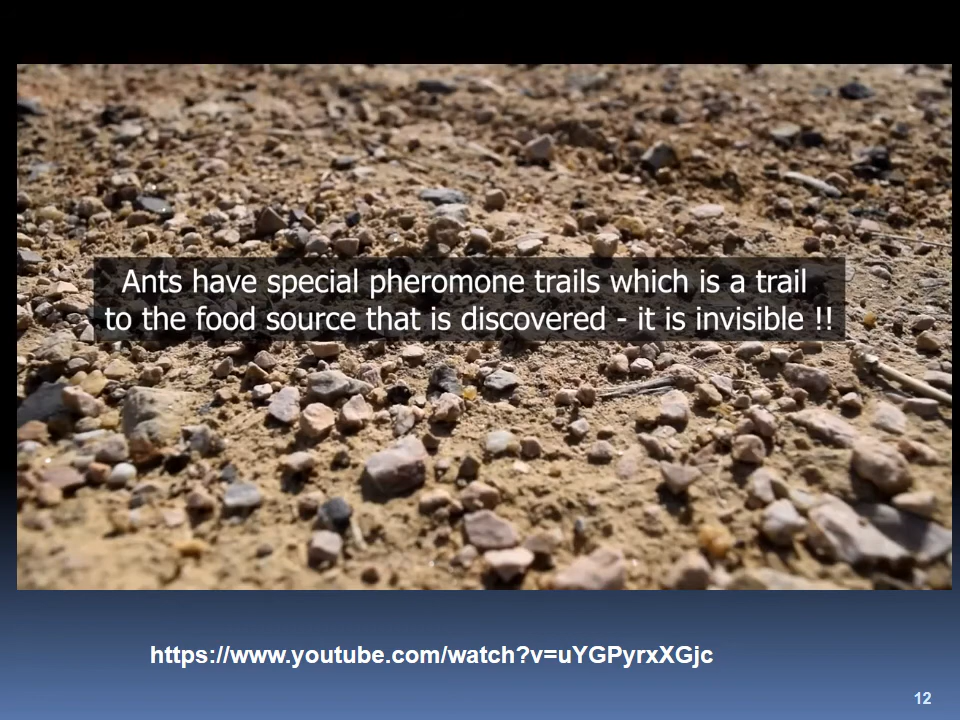 Ants have special pheromone trails which is a trail
to the food source that is discovered - it is invisible !!
https://www.youtube.com/watch?v=uYGPyrxXGjc
12